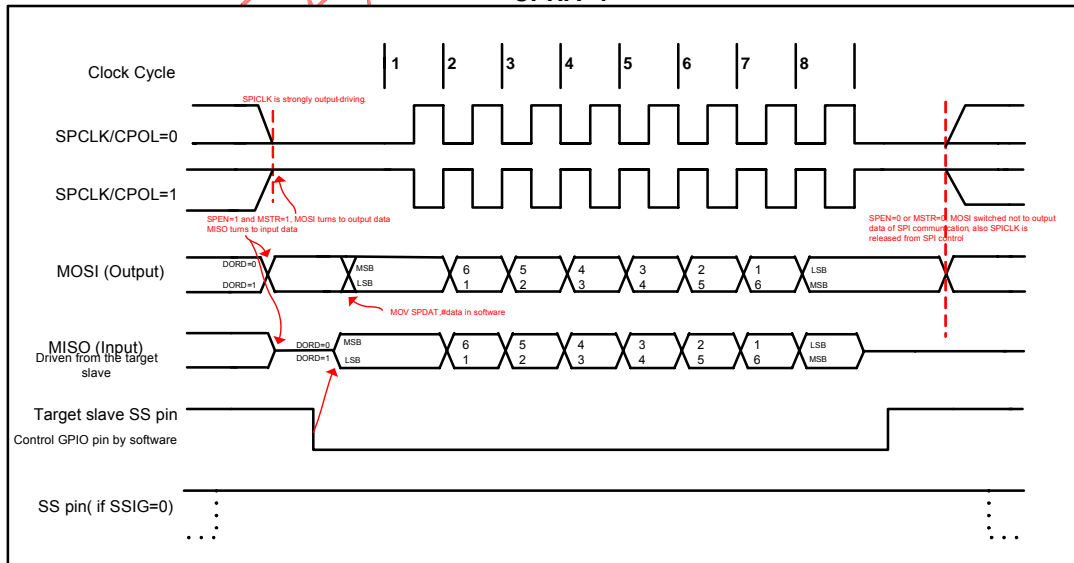 Clock Cycle
1 2 3 4 5 6 7 8
SPICLK is strongly output-driving.
SPCLK/CPOL=0
SPCLK/CPOL=1
SPEN=1 and MSTR=1, MOSI turns to output data
MISO turns to input data
SPEN=0 or MSTR=0, MOSI switched not to output
data of SPI communication, also SPICLK is
released from SPI control
MOSI (Output)
DORD=0 MSB 6 5 4 3 2 1 LSB
DORD=1 LSB 1 2 3 4 5 6 MSB
MOV SPDAT,#data in software
MISO (Input)
Driven from the target
slave
DORD=0 MSB 6 5 4 3 2 1 LSB
DORD=1 LSB 1 2 3 4 5 6 MSB
Target slave SS pin
Control GPIO pin by software
SS pin( if SSIG=0)